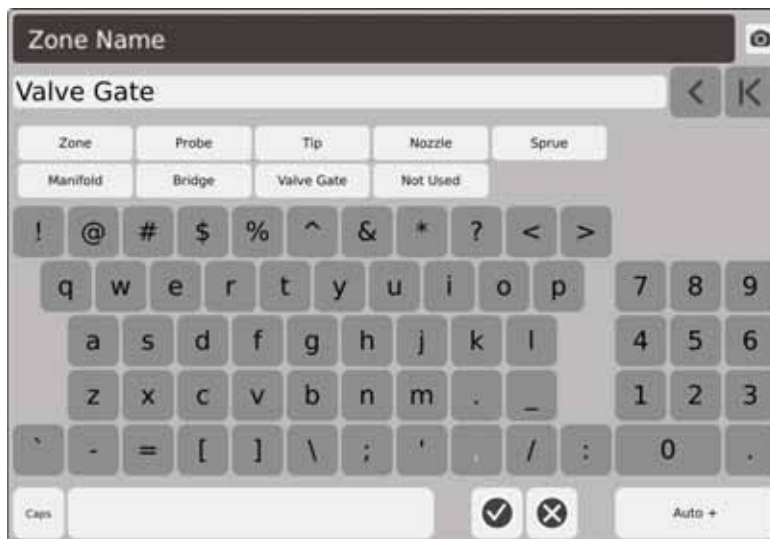 Zone Name
Valve Gate
Zone Probe Tip Nozzle Sprue
Manifold Bridge Valve Gate Not Used
! @ # $ % ^ & * ? < >
q w e r t y u i o p 7 8 9
a s d f g h j k l 4 5 6
z x c v b n m . _ 1 2 3
` - = [ ] \ ; ' , / : 0 .
Caps Auto +